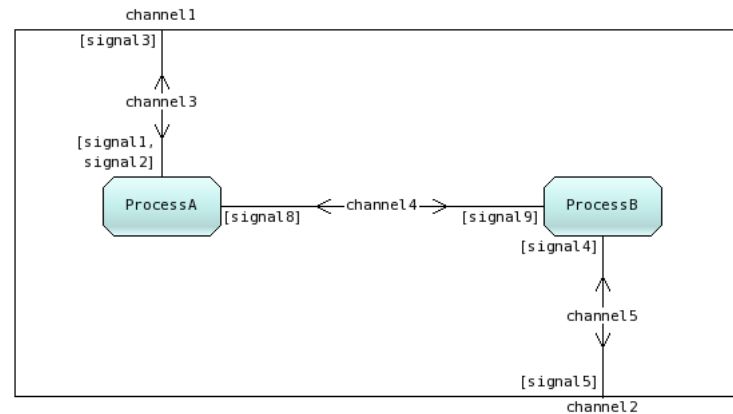 channel1
[signal3]
channel3
[signal1,
signal2]
ProcessA
[signal8]
channel4
[signal9]
ProcessB
[signal4]
channel5
[signal5]
channel2